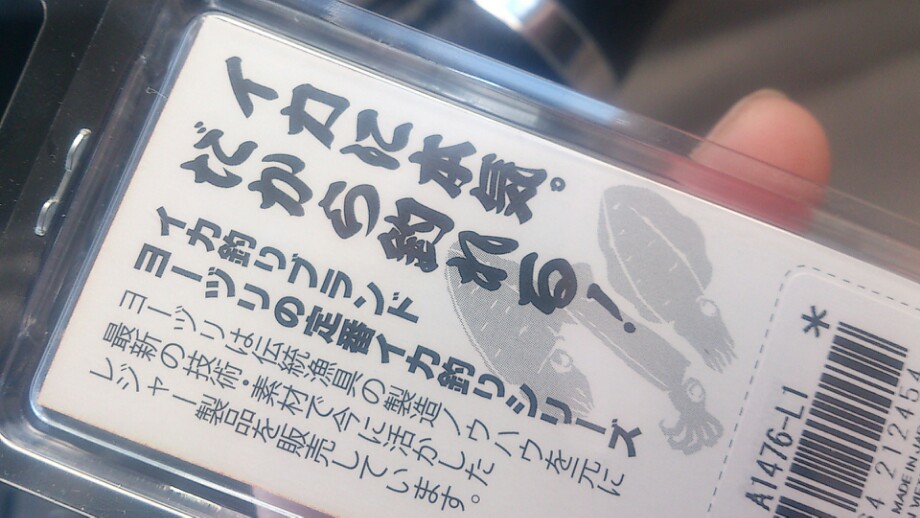 イカに本気。
だから釣れる！
イカ釣りブランド
ヨーヅリの定番イカ釣りシリーズ
ヨーヅリは伝統漁具の製造ノウハウを元に
最新の技術・素材で今に活かした
レジャー製品を販売しています。
*
A1476-L1
64 212454
MADE IN